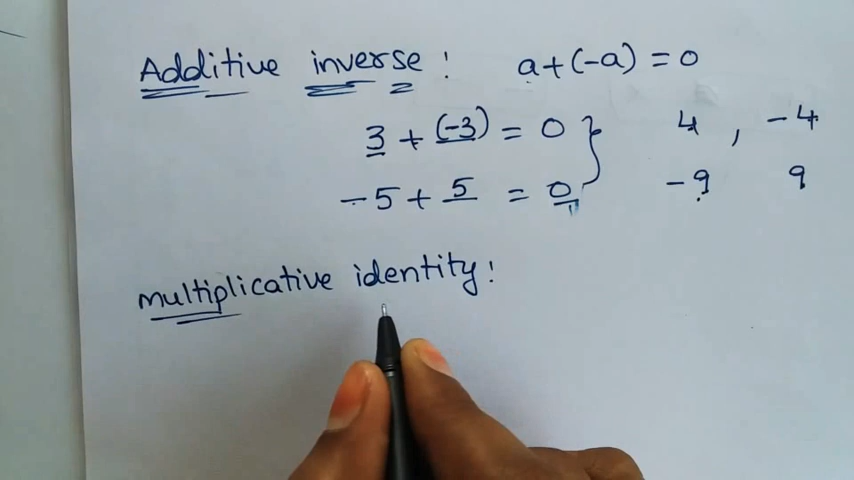 Additive inverse : a+(-a) = 0
3 + (-3) = 0 } 4 , -4
-5 + 5 = 0 -9 9
multiplicative identity: